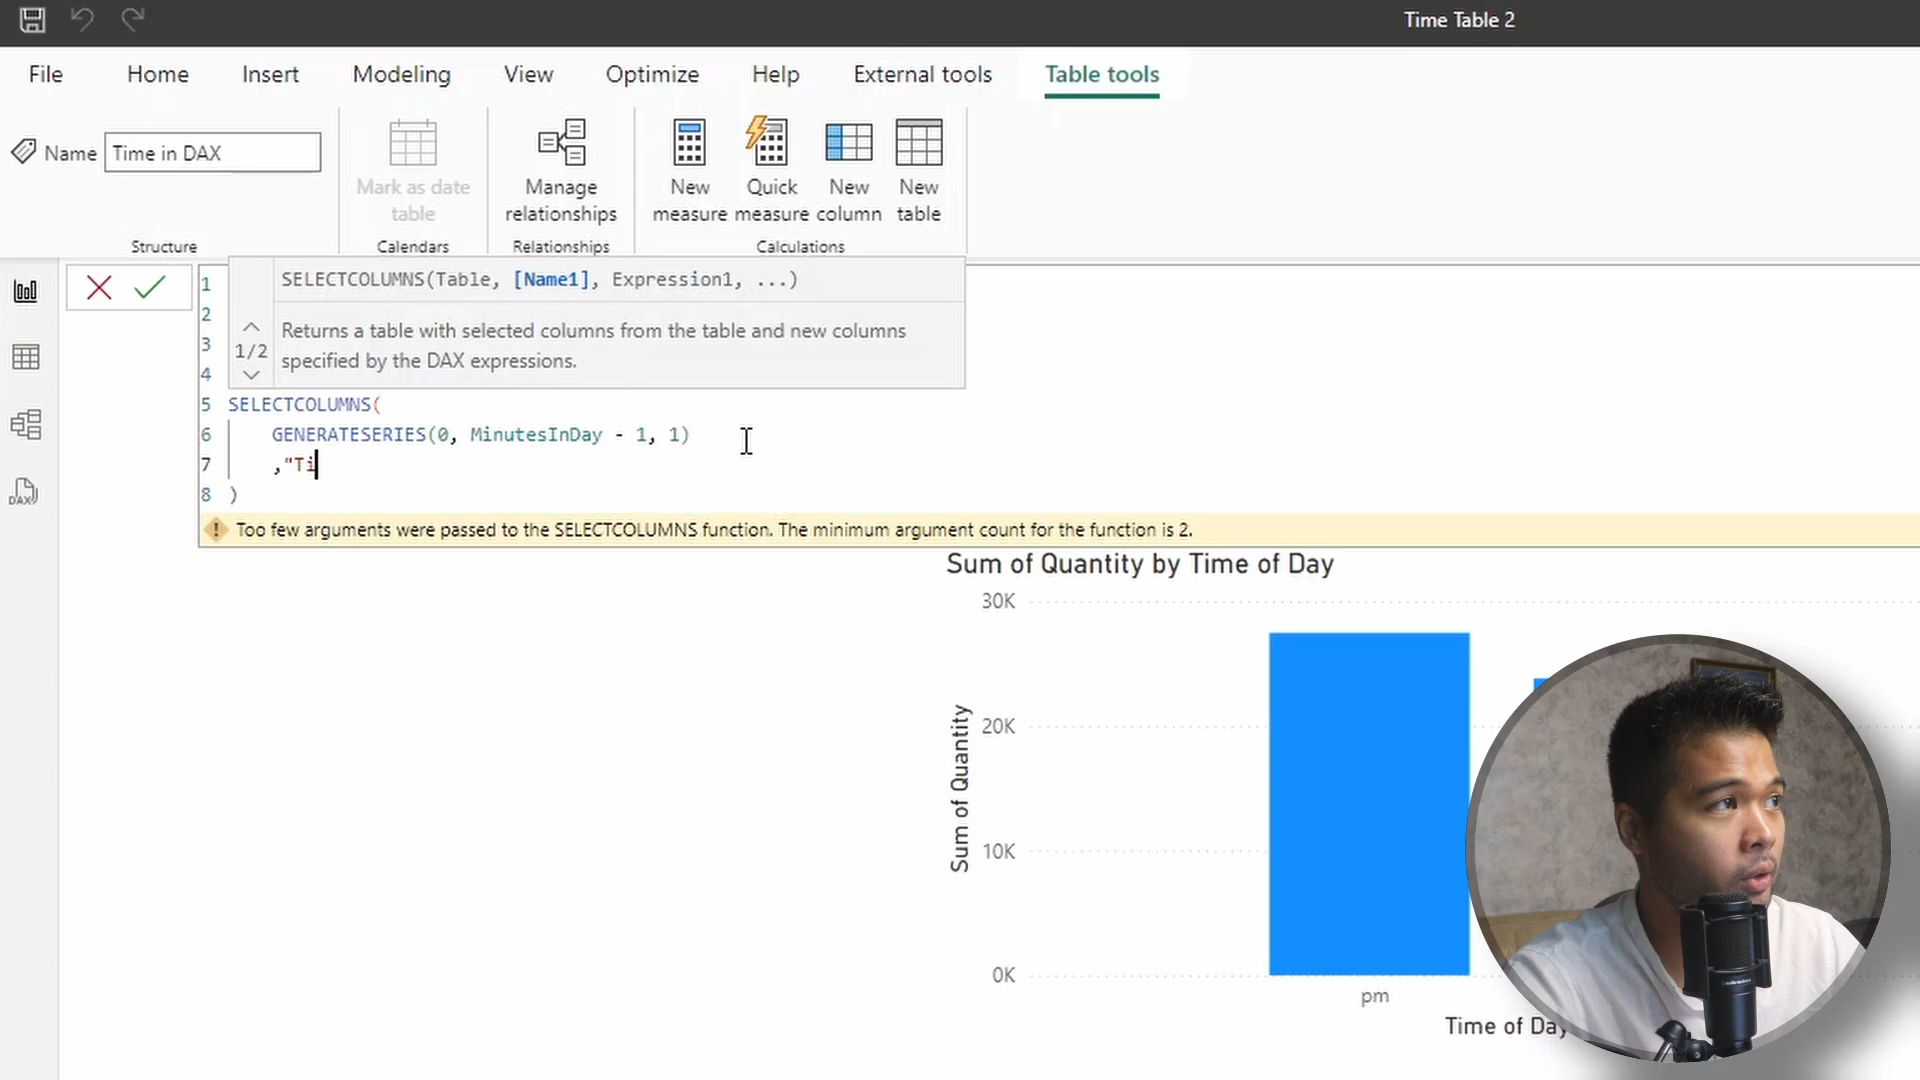 Time Table 2
File Home Insert Modeling View Optimize Help External tools Table tools
Name Time in DAX
Mark as date table
Manage relationships
New measure
Quick measure
New column
New table
Structure Calendars Relationships Calculations
SELECTCOLUMNS(Table, [Name1], Expression1, ...)
1/2
Returns a table with selected columns from the table and new columns
specified by the DAX expressions.
1
2
3
4
5 SELECTCOLUMNS(
6 GENERATESERIES(0, MinutesInDay - 1, 1)
7 ,"Ti
8 )
Too few arguments were passed to the SELECTCOLUMNS function. The minimum argument count for the function is 2.
DAX
Sum of Quantity by Time of Day
30K
20K
10K
0K
Sum of Quantity
pm
Time of Day